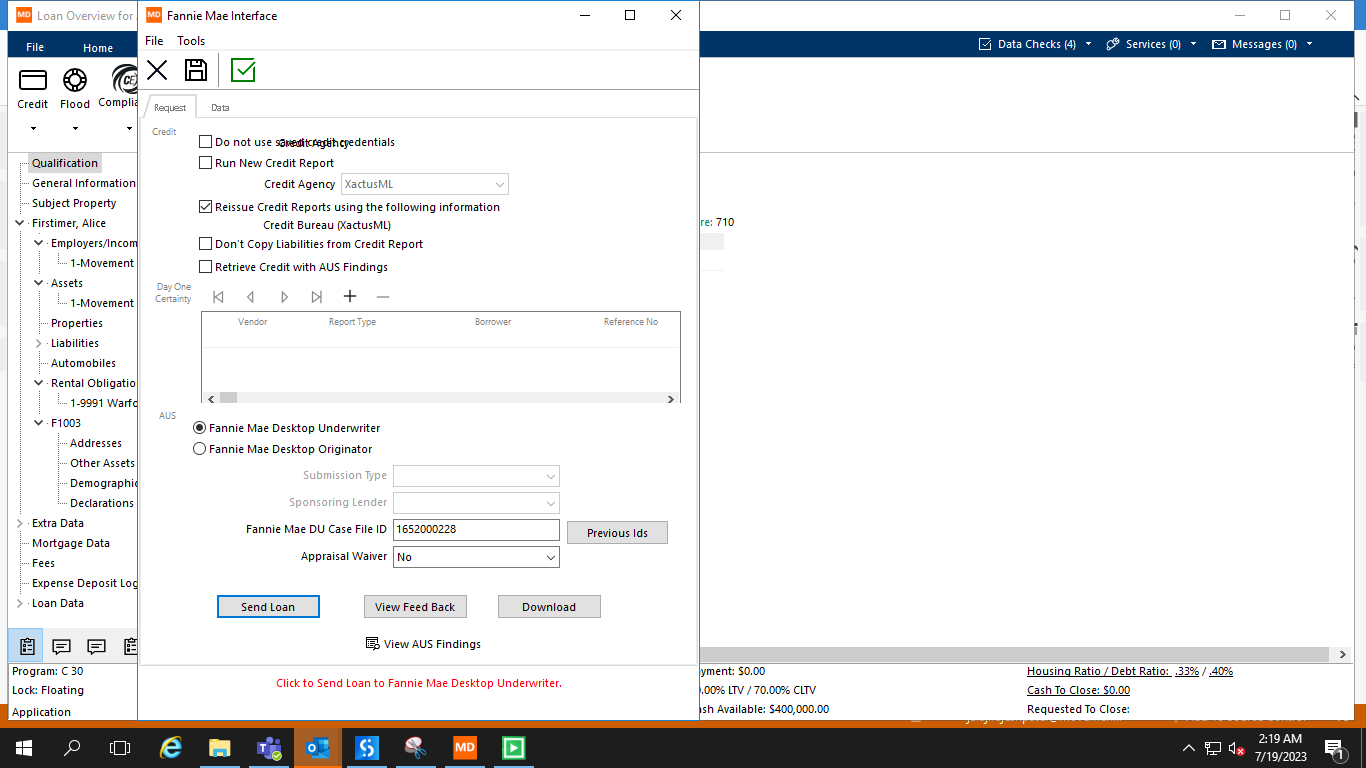 MD Loan Overview for
MD Fannie Mae Interface
File Home
Data Checks (4) Services (0) Messages (0)
File Tools
Credit Flood
Request Data
Credit
Do not use saved credit credentials
Credit Agency
Run New Credit Report
Credit Agency XactusML
Reissue Credit Reports using the following information
Credit Bureau (XactusML)
Don't Copy Liabilities from Credit Report
Retrieve Credit with AUS Findings
Day One
Certainty
Vendor Report Type Borrower Reference No
AUS
Fannie Mae Desktop Underwriter
Fannie Mae Desktop Originator
Submission Type
Sponsoring Lender
Fannie Mae DU Case File ID 1652000228 Previous Ids
Appraisal Waiver No
Send Loan View Feed Back Download
View AUS Findings
Click to Send Loan to Fannie Mae Desktop Underwriter.
Qualification
General Information
Subject Property
Firstimer, Alice
Employers/Incom
1-Movement
Assets
1-Movement
Properties
Liabilities
Automobiles
Rental Obligatio
1-9991 Warfo
F1003
Addresses
Other Assets
Demographic
Declarations
Extra Data
Mortgage Data
Fees
Expense Deposit Log
Loan Data
re: 710
Program: C 30
Lock: Floating
Application
yment: $0.00
.00% LTV / 70.00% CLTV
sh Available: $400,000.00
Housing Ratio / Debt Ratio: .33% / .40%
Cash To Close: $0.00
Requested To Close:
MD
2:19 AM
7/19/2023
1